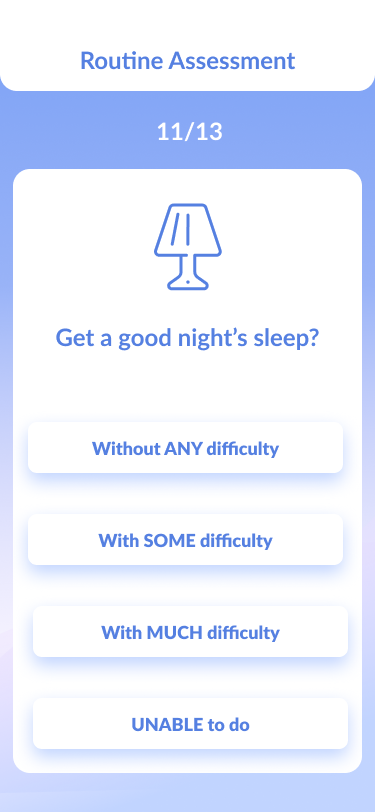 Routine Assessment
11/13
Get a good night’s sleep?
Without ANY difficulty
With SOME difficulty
With MUCH difficulty
UNABLE to do